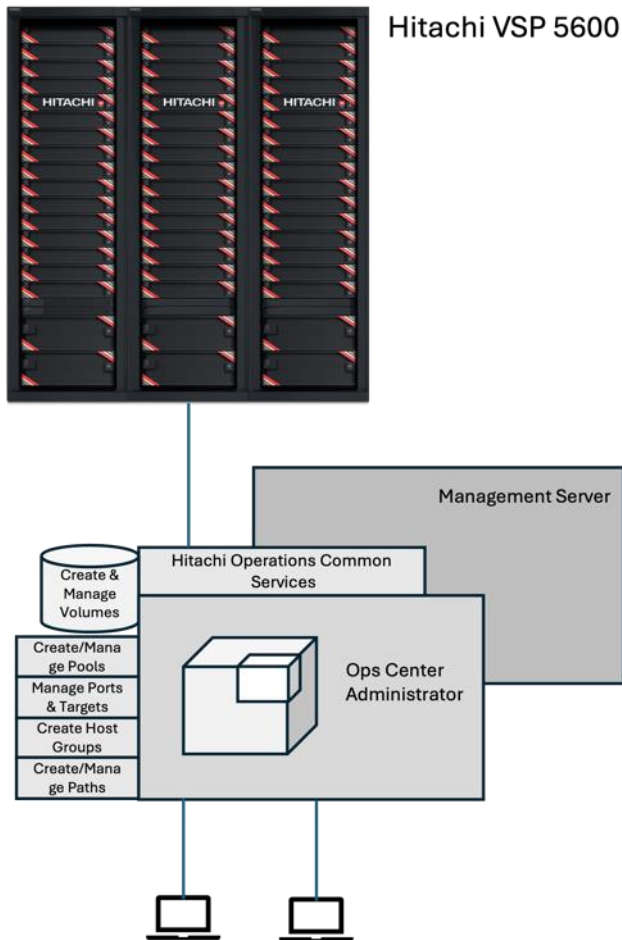 Hitachi VSP 5600
HITACHI
HITACHI
HITACHI
Management Server
Hitachi Operations Common
Services
Create &
Manage
Volumes
Create/Mana
ge Pools
Manage Ports
& Targets
Create Host
Groups
Create/Mana
ge Paths
Ops Center
Administrator